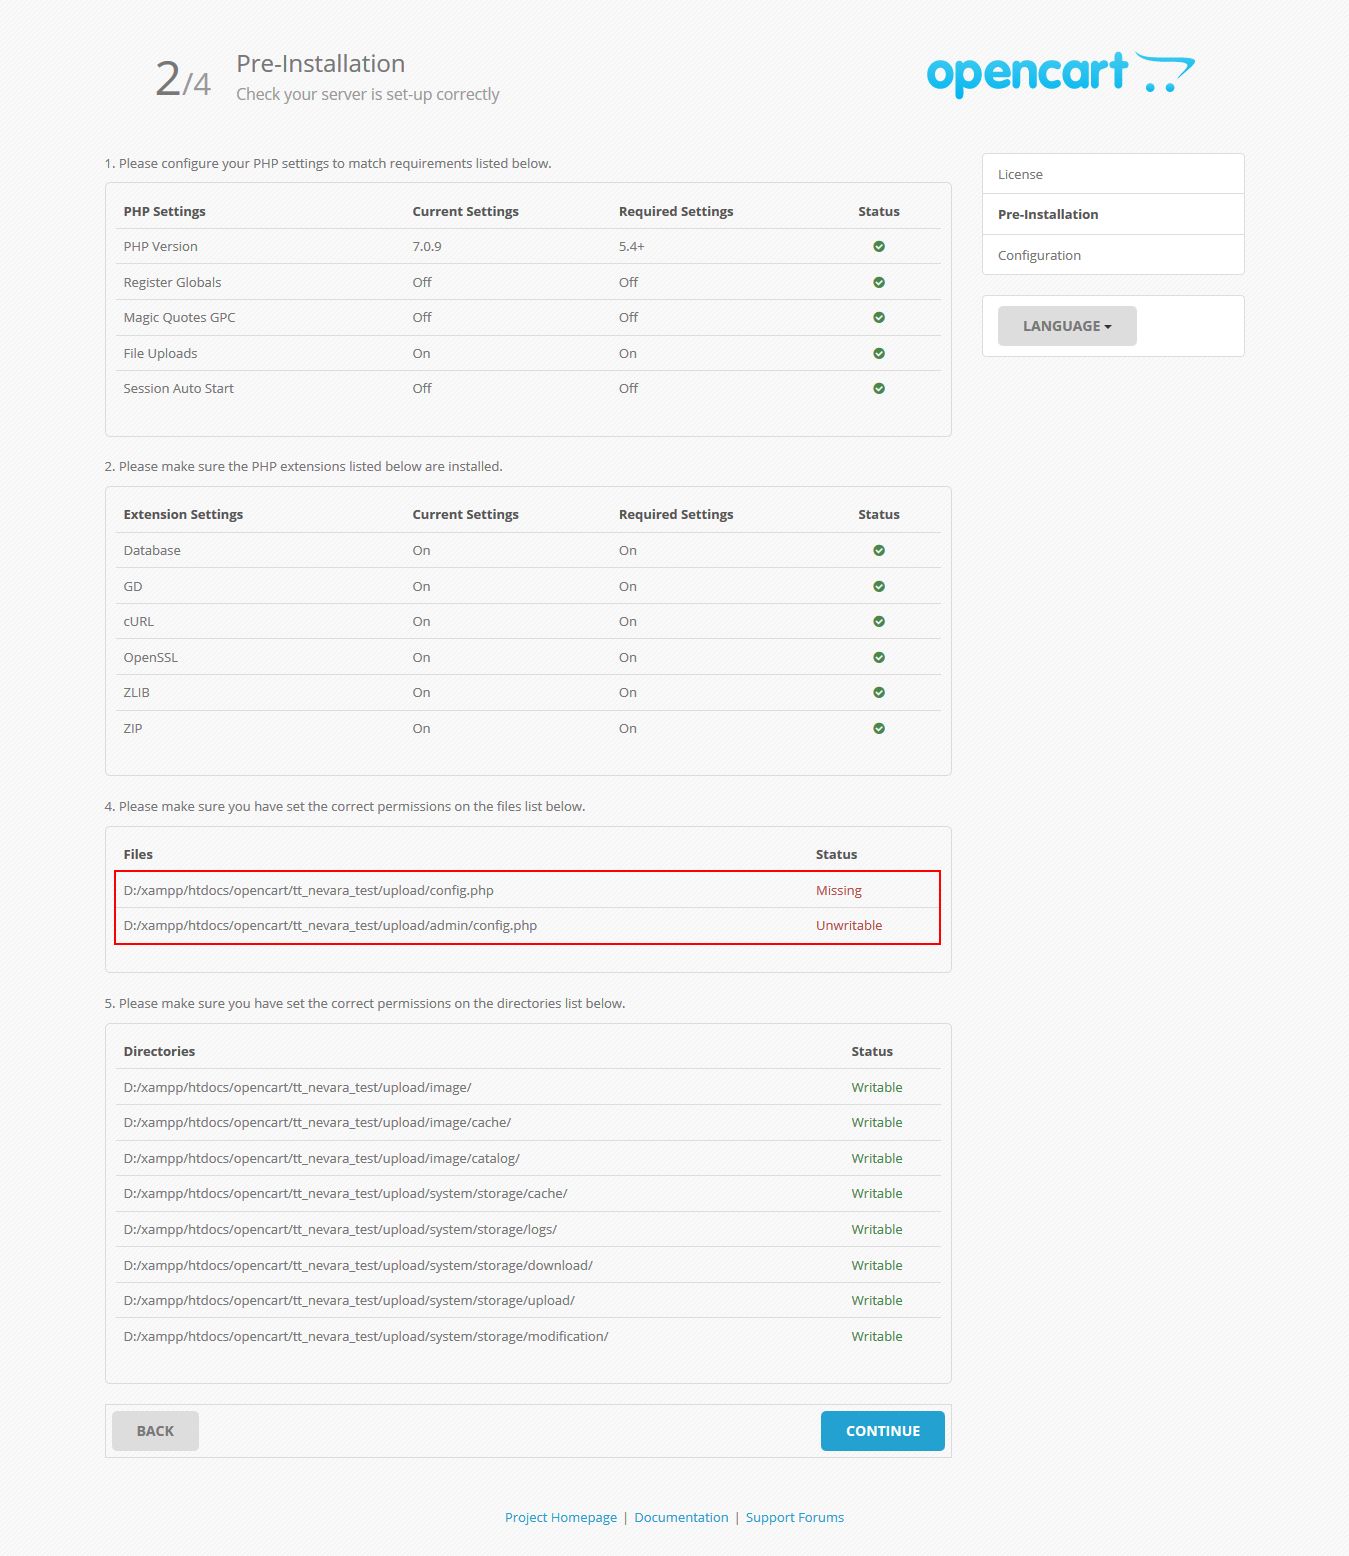 2/4
Pre-Installation
Check your server is set-up correctly
opencart
1. Please configure your PHP settings to match requirements listed below.
PHP Settings Current Settings Required Settings Status
PHP Version 7.0.9 5.4+
Register Globals Off Off
Magic Quotes GPC Off Off
File Uploads On On
Session Auto Start Off Off
License
Pre-Installation
Configuration
LANGUAGE
2. Please make sure the PHP extensions listed below are installed.
Extension Settings Current Settings Required Settings Status
Database On On
GD On On
cURL On On
OpenSSL On On
ZLIB On On
ZIP On On
4. Please make sure you have set the correct permissions on the files list below.
Files Status
D:/xampp/htdocs/opencart/tt_nevara_test/upload/config.php Missing
D:/xampp/htdocs/opencart/tt_nevara_test/upload/admin/config.php Unwritable
5. Please make sure you have set the correct permissions on the directories list below.
Directories Status
D:/xampp/htdocs/opencart/tt_nevara_test/upload/image/ Writable
D:/xampp/htdocs/opencart/tt_nevara_test/upload/image/cache/ Writable
D:/xampp/htdocs/opencart/tt_nevara_test/upload/image/catalog/ Writable
D:/xampp/htdocs/opencart/tt_nevara_test/upload/system/storage/cache/ Writable
D:/xampp/htdocs/opencart/tt_nevara_test/upload/system/storage/logs/ Writable
D:/xampp/htdocs/opencart/tt_nevara_test/upload/system/storage/download/ Writable
D:/xampp/htdocs/opencart/tt_nevara_test/upload/system/storage/upload/ Writable
D:/xampp/htdocs/opencart/tt_nevara_test/upload/system/storage/modification/ Writable
BACK CONTINUE
Project Homepage | Documentation | Support Forums